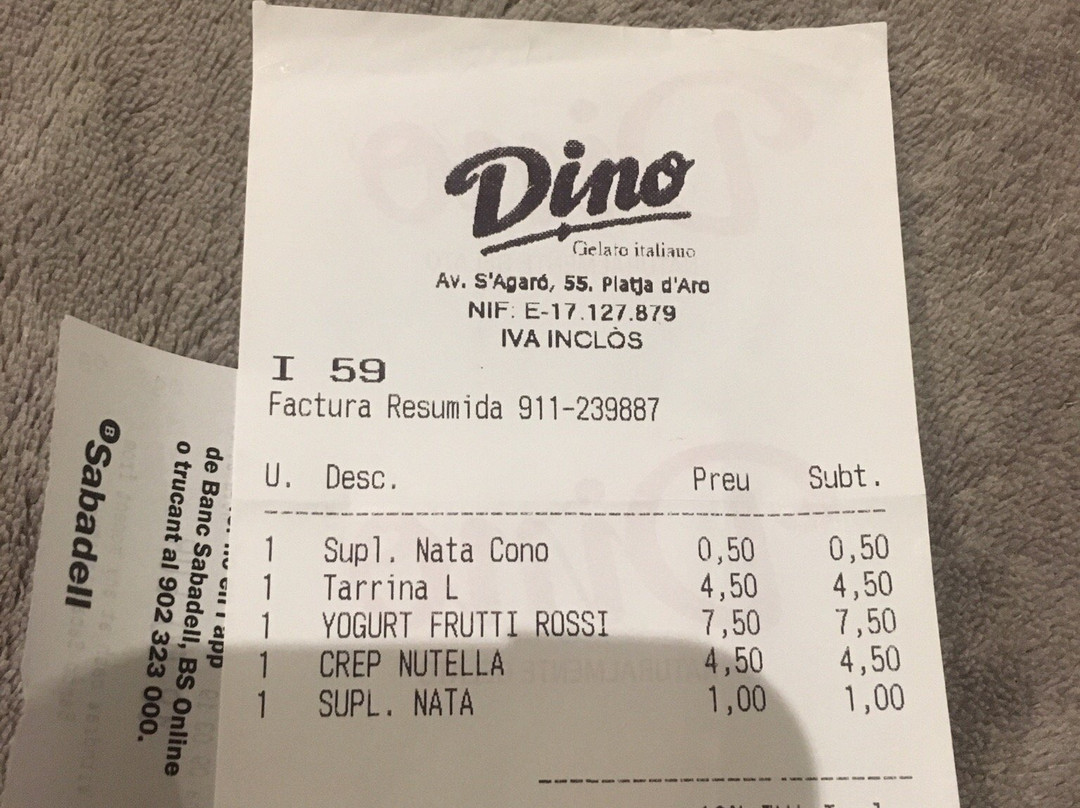 Dino
Gelato italiano
Av. S'Agaró, 55. Platja d'Aro
NIF: E-17.127.879
IVA INCLÒS
I 59
Factura Resumida 911-239887
U. Desc. Preu Subt.
1 Supl. Nata Cono 0,50 0,50
1 Tarrina L 4,50 4,50
1 YOGURT FRUTTI ROSSI 7,50 7,50
1 CREP NUTELLA 4,50 4,50
1 SUPL. NATA 1,00 1,00
app
de Banc Sabadell, BS Online
o trucant al 902 323 000.
B Sabadell